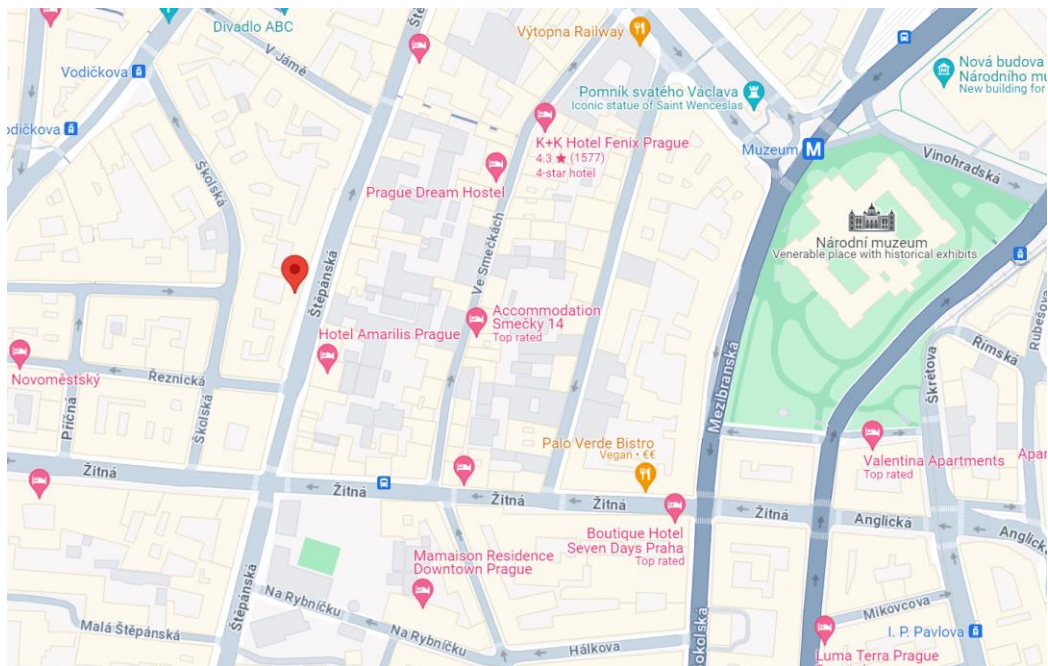 Divadlo ABC
V Jámě
Ště
Výtopna Railway
Vodičkova
odičkova
Pomník svatého Václava
Iconic statue of Saint Wenceslas
Nová budova
Národního mu
New building for
K+K Hotel Fenix Prague
4.3 ★ (1577)
4-star hotel
Muzeum
M
Vinohradská
Školská
Prague Dream Hostel
Ve Smečkách
Národní muzeum
Venerable place with historical exhibits
Štěpánská
Accommodation
Smečky 14
Top rated
Hotel Amarilis Prague
Mezibranská
Škrétova
Římská
Rubešova
Novoměstský
Řeznická
Příčná
Školská
Palo Verde Bistro
Vegan • €€
Valentina Apartments
Top rated
Apar
Žitná
Žitná
Žitná
Žitná
Žitná
Anglická
Anglická
Boutique Hotel
Seven Days Praha
Top rated
Mamaison Residence
Downtown Prague
Štěpánská
Na Rybníčku
Na Rybníčku
Malá Štěpánská
Hálkova
okolská
Mikovcova
I. P. Pavlova
Luma Terra Prague